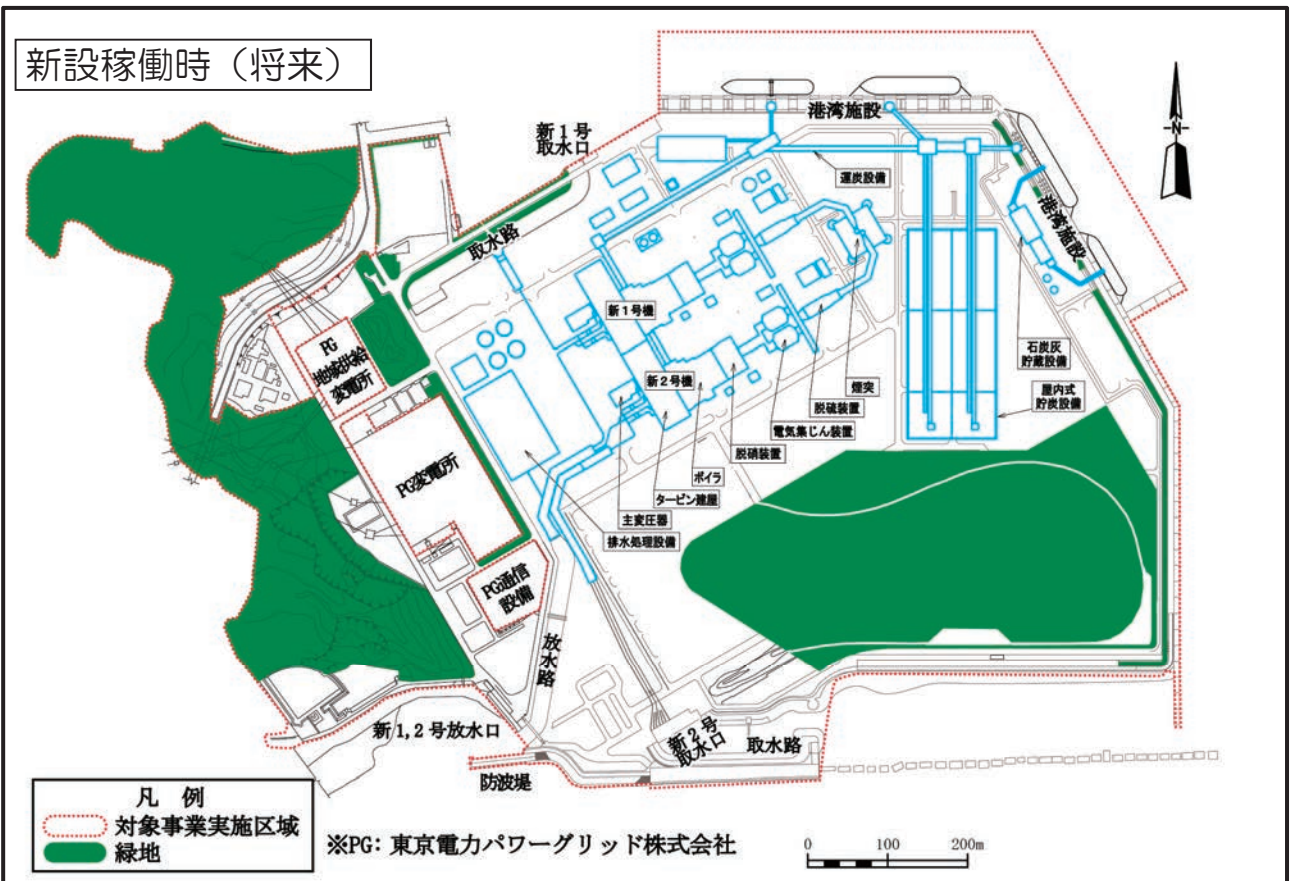 新設稼働時（将来）
N
港湾施設
新1号
取水口
運炭設備
港湾施設
取水路
新1号機
PG
地域供給
変電所
石炭灰
貯蔵設備
新2号機
煙突
屋内式
貯炭設備
脱硫装置
電気集じん装置
脱硝装置
PG変電所
ボイラ
タービン建屋
主変圧器
排水処理設備
PG通信
設備
放水路
新1,2号放水口
新2号
取水口
取水路
防波堤
凡 例
対象事業実施区域
緑地
※PG: 東京電力パワーグリッド株式会社
0 100 200m